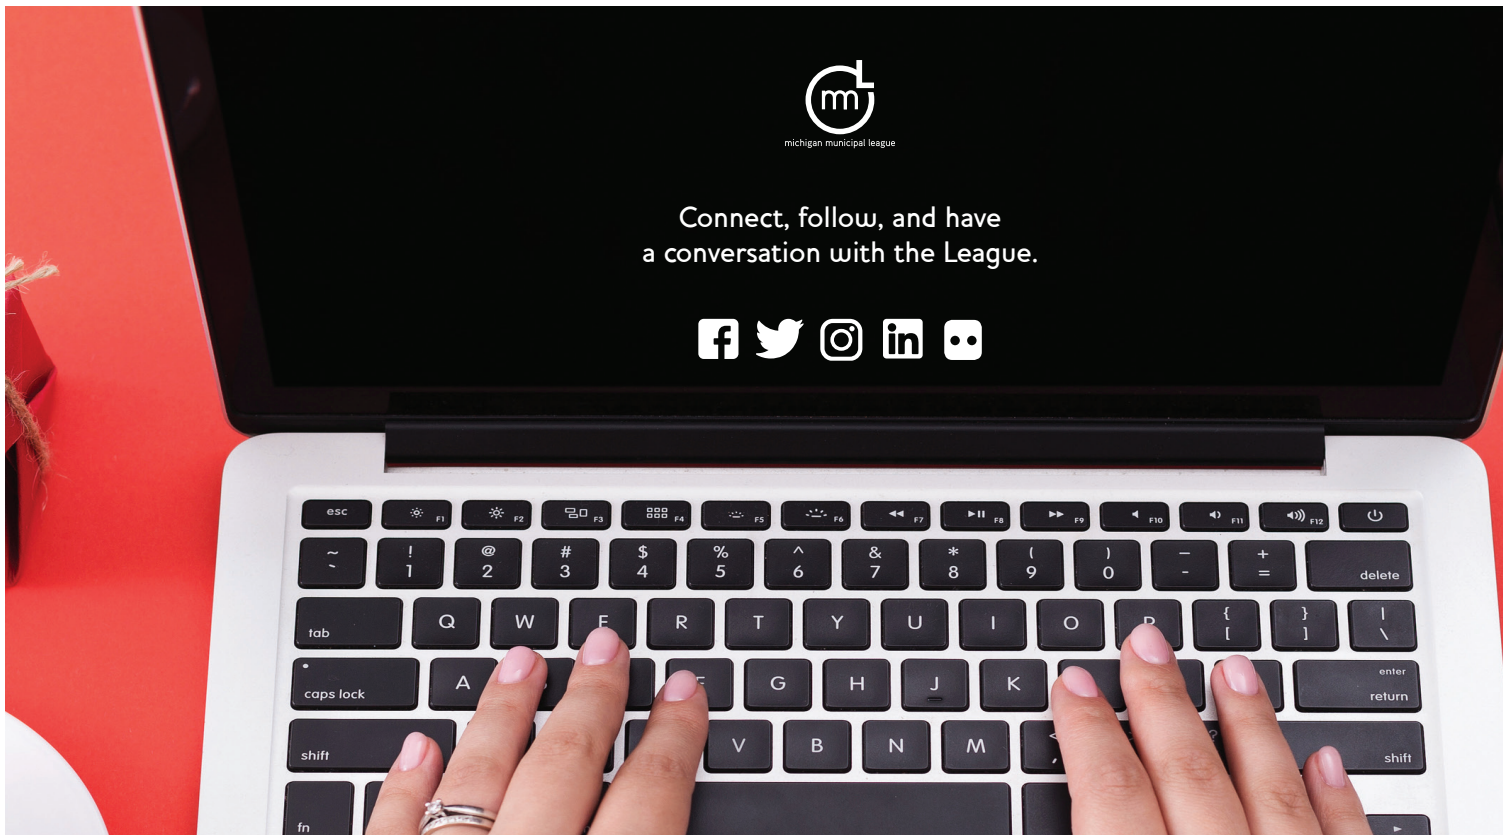 mL
michigan municipal league
Connect, follow, and have
a conversation with the League.
esc F1 F2 F3 F4 F5 F6 F7 F8 F9 F10 F11 F12
~ ! @ # $ % ^ & * ( ) – +
` 1 2 3 4 5 6 7 8 9 0 - = delete
tab Q W E R T Y U I O P { [ } ] | \
caps lock A F G H J K enter return
shift V B N M < , ? shift
fn